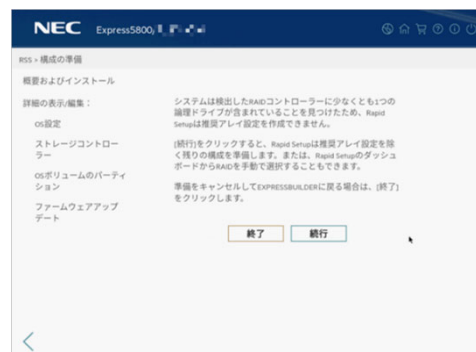 NEC Express5800/
RSS > 構成の準備
概要およびインストール
詳細の表示/編集：
OS設定
ストレージコントロー
ラー
OSボリュームのパーティ
ション
ファームウェアアップ
デート
システムは検出したRAIDコントローラーに少なくとも1つの
論理ドライブが含まれていることを見つけたため、Rapid
Setupは推奨アレイ設定を作成できません。
[続行]をクリックすると、Rapid Setupは推奨アレイ設定を除
く残りの構成を準備します。または、Rapid Setupのダッシュ
ボードからRAIDを手動で選択することもできます。
準備をキャンセルしてEXPRESSBUILDERに戻る場合は、[終了]
をクリックします。
終了 続行